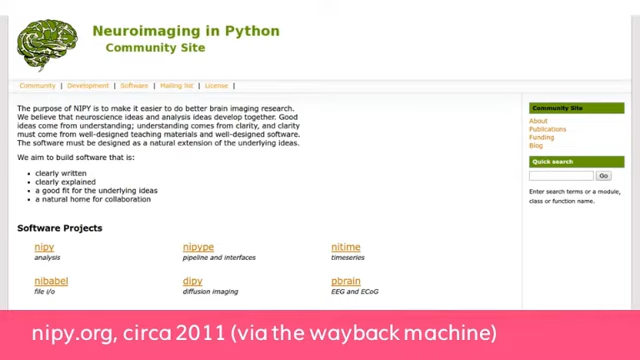 Neuroimaging in Python
Community Site
Community | Development | Software | Mailing list | License |
The purpose of NIPY is to make it easier to do better brain imaging research.
We believe that neuroscience ideas and analysis ideas develop together. Good
ideas come from understanding; understanding comes from clarity, and clarity
must come from well-designed teaching materials and well-designed software.
The software must be designed as a natural extension of the underlying ideas.
We aim to build software that is:
• clearly written
• clearly explained
• a good fit for the underlying ideas
• a natural home for collaboration
Software Projects
nipy
analysis
nipype
pipeline and interfaces
nitime
timeseries
nibabel
file i/o
dipy
diffusion imaging
pbrain
EEG and ECoG
Community Site
About
Publications
Funding
Blog
Quick search
Go
Enter search terms or a module,
class or function name.
nipy.org, circa 2011 (via the wayback machine)